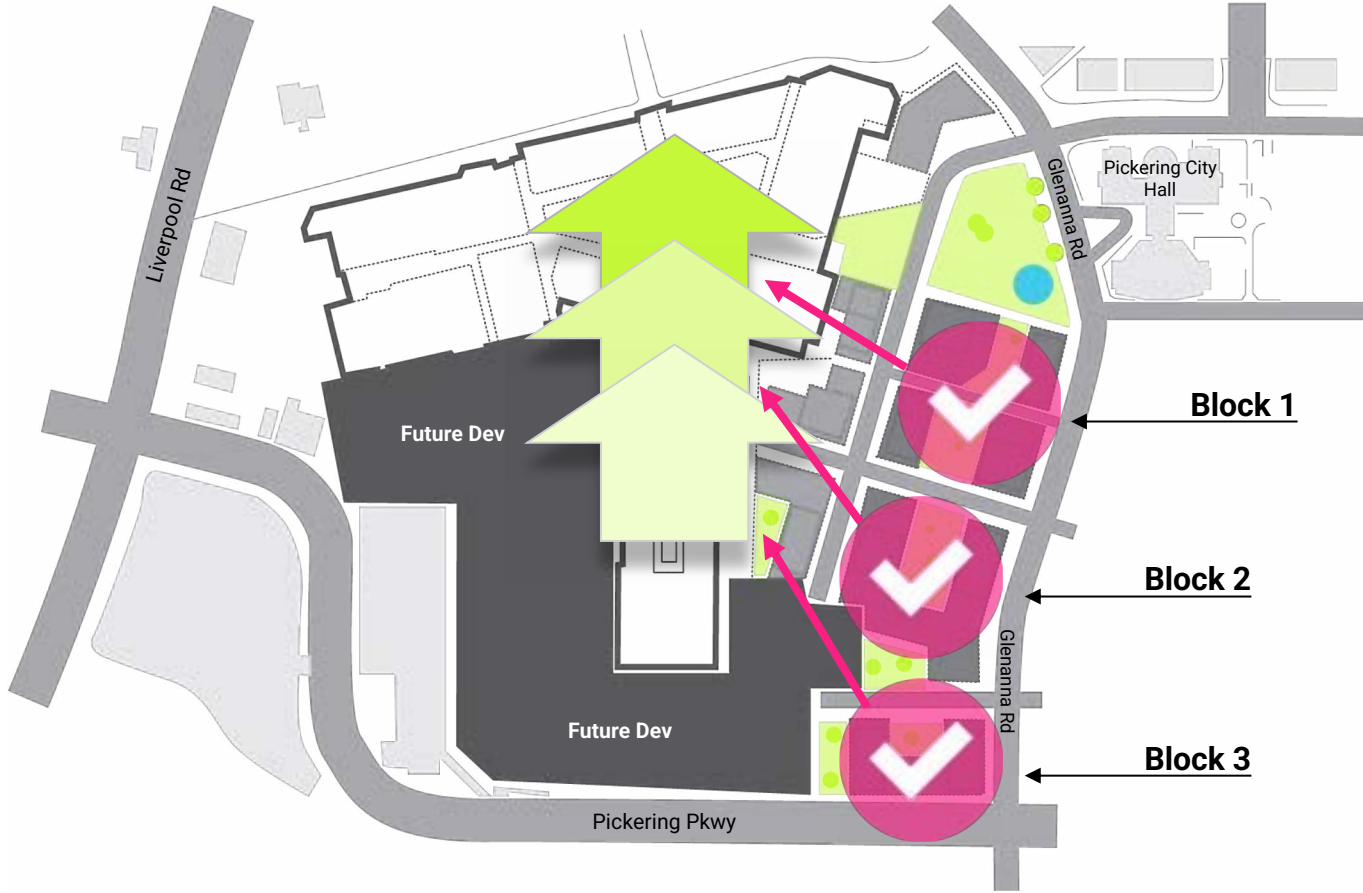 Liverpool Rd
Glenanna Rd
Pickering City
Hall
Block 1
Future Dev
Block 2
Glenanna Rd
Future Dev
Block 3
Pickering Pkwy